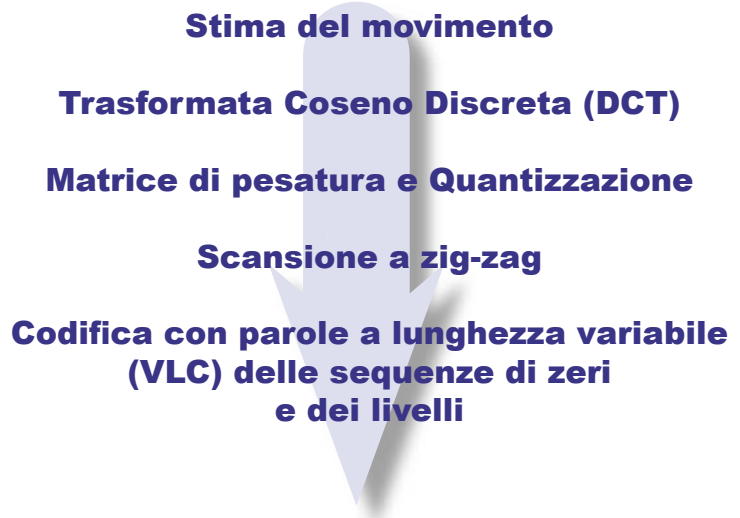 Stima del movimento
Trasformata Coseno Discreta (DCT)
Matrice di pesatura e Quantizzazione
Scansione a zig-zag
Codifica con parole a lunghezza variabile
(VLC) delle sequenze di zeri
e dei livelli